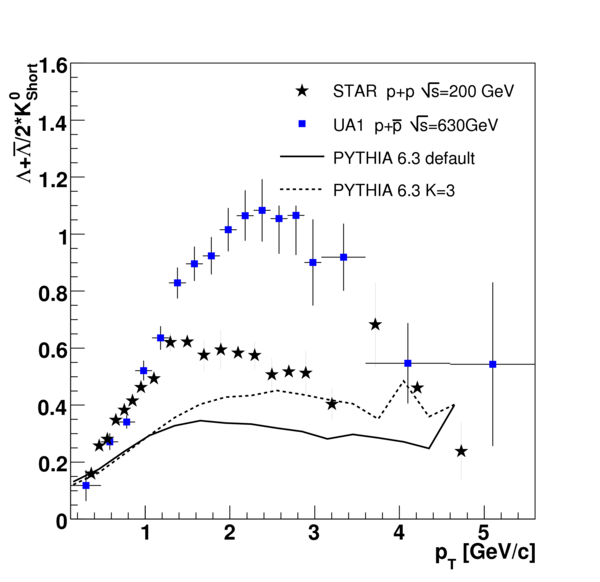 Λ+Λ̅/2*K⁰Short
1.6
1.4
1.2
1
0.8
0.6
0.4
0.2
0
STAR p+p √s=200 GeV
UA1 p+p̅ √s=630GeV
PYTHIA 6.3 default
PYTHIA 6.3 K=3
1 2 3 4 5
p_T [GeV/c]